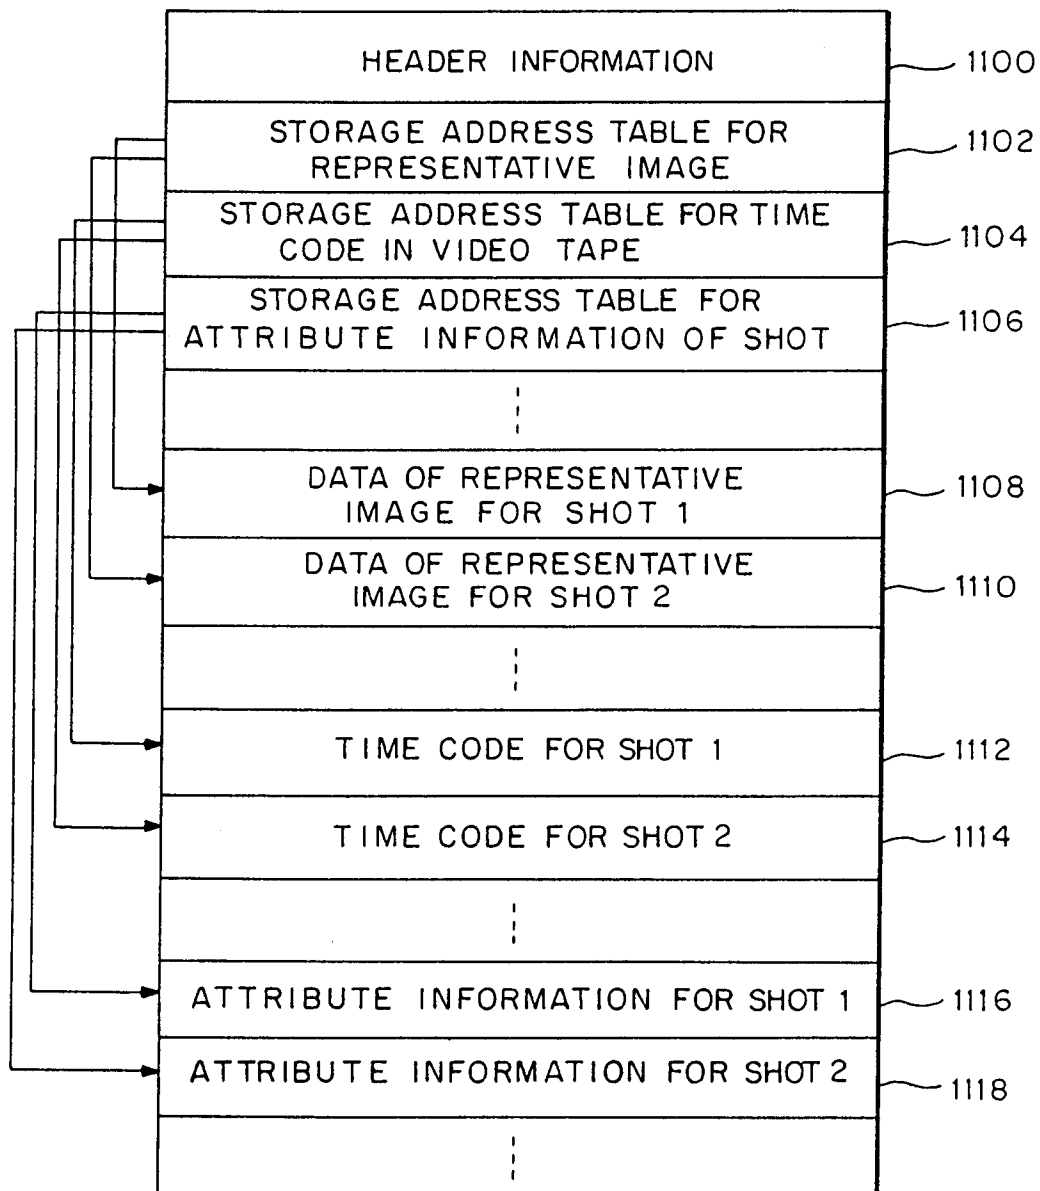 HEADER INFORMATION
1100
STORAGE ADDRESS TABLE FOR
REPRESENTATIVE IMAGE
1102
STORAGE ADDRESS TABLE FOR TIME
CODE IN VIDEO TAPE
1104
STORAGE ADDRESS TABLE FOR
ATTRIBUTE INFORMATION OF SHOT
1106
DATA OF REPRESENTATIVE
IMAGE FOR SHOT 1
1108
DATA OF REPRESENTATIVE
IMAGE FOR SHOT 2
1110
TIME CODE FOR SHOT 1
1112
TIME CODE FOR SHOT 2
1114
ATTRIBUTE INFORMATION FOR SHOT 1
1116
ATTRIBUTE INFORMATION FOR SHOT 2
1118